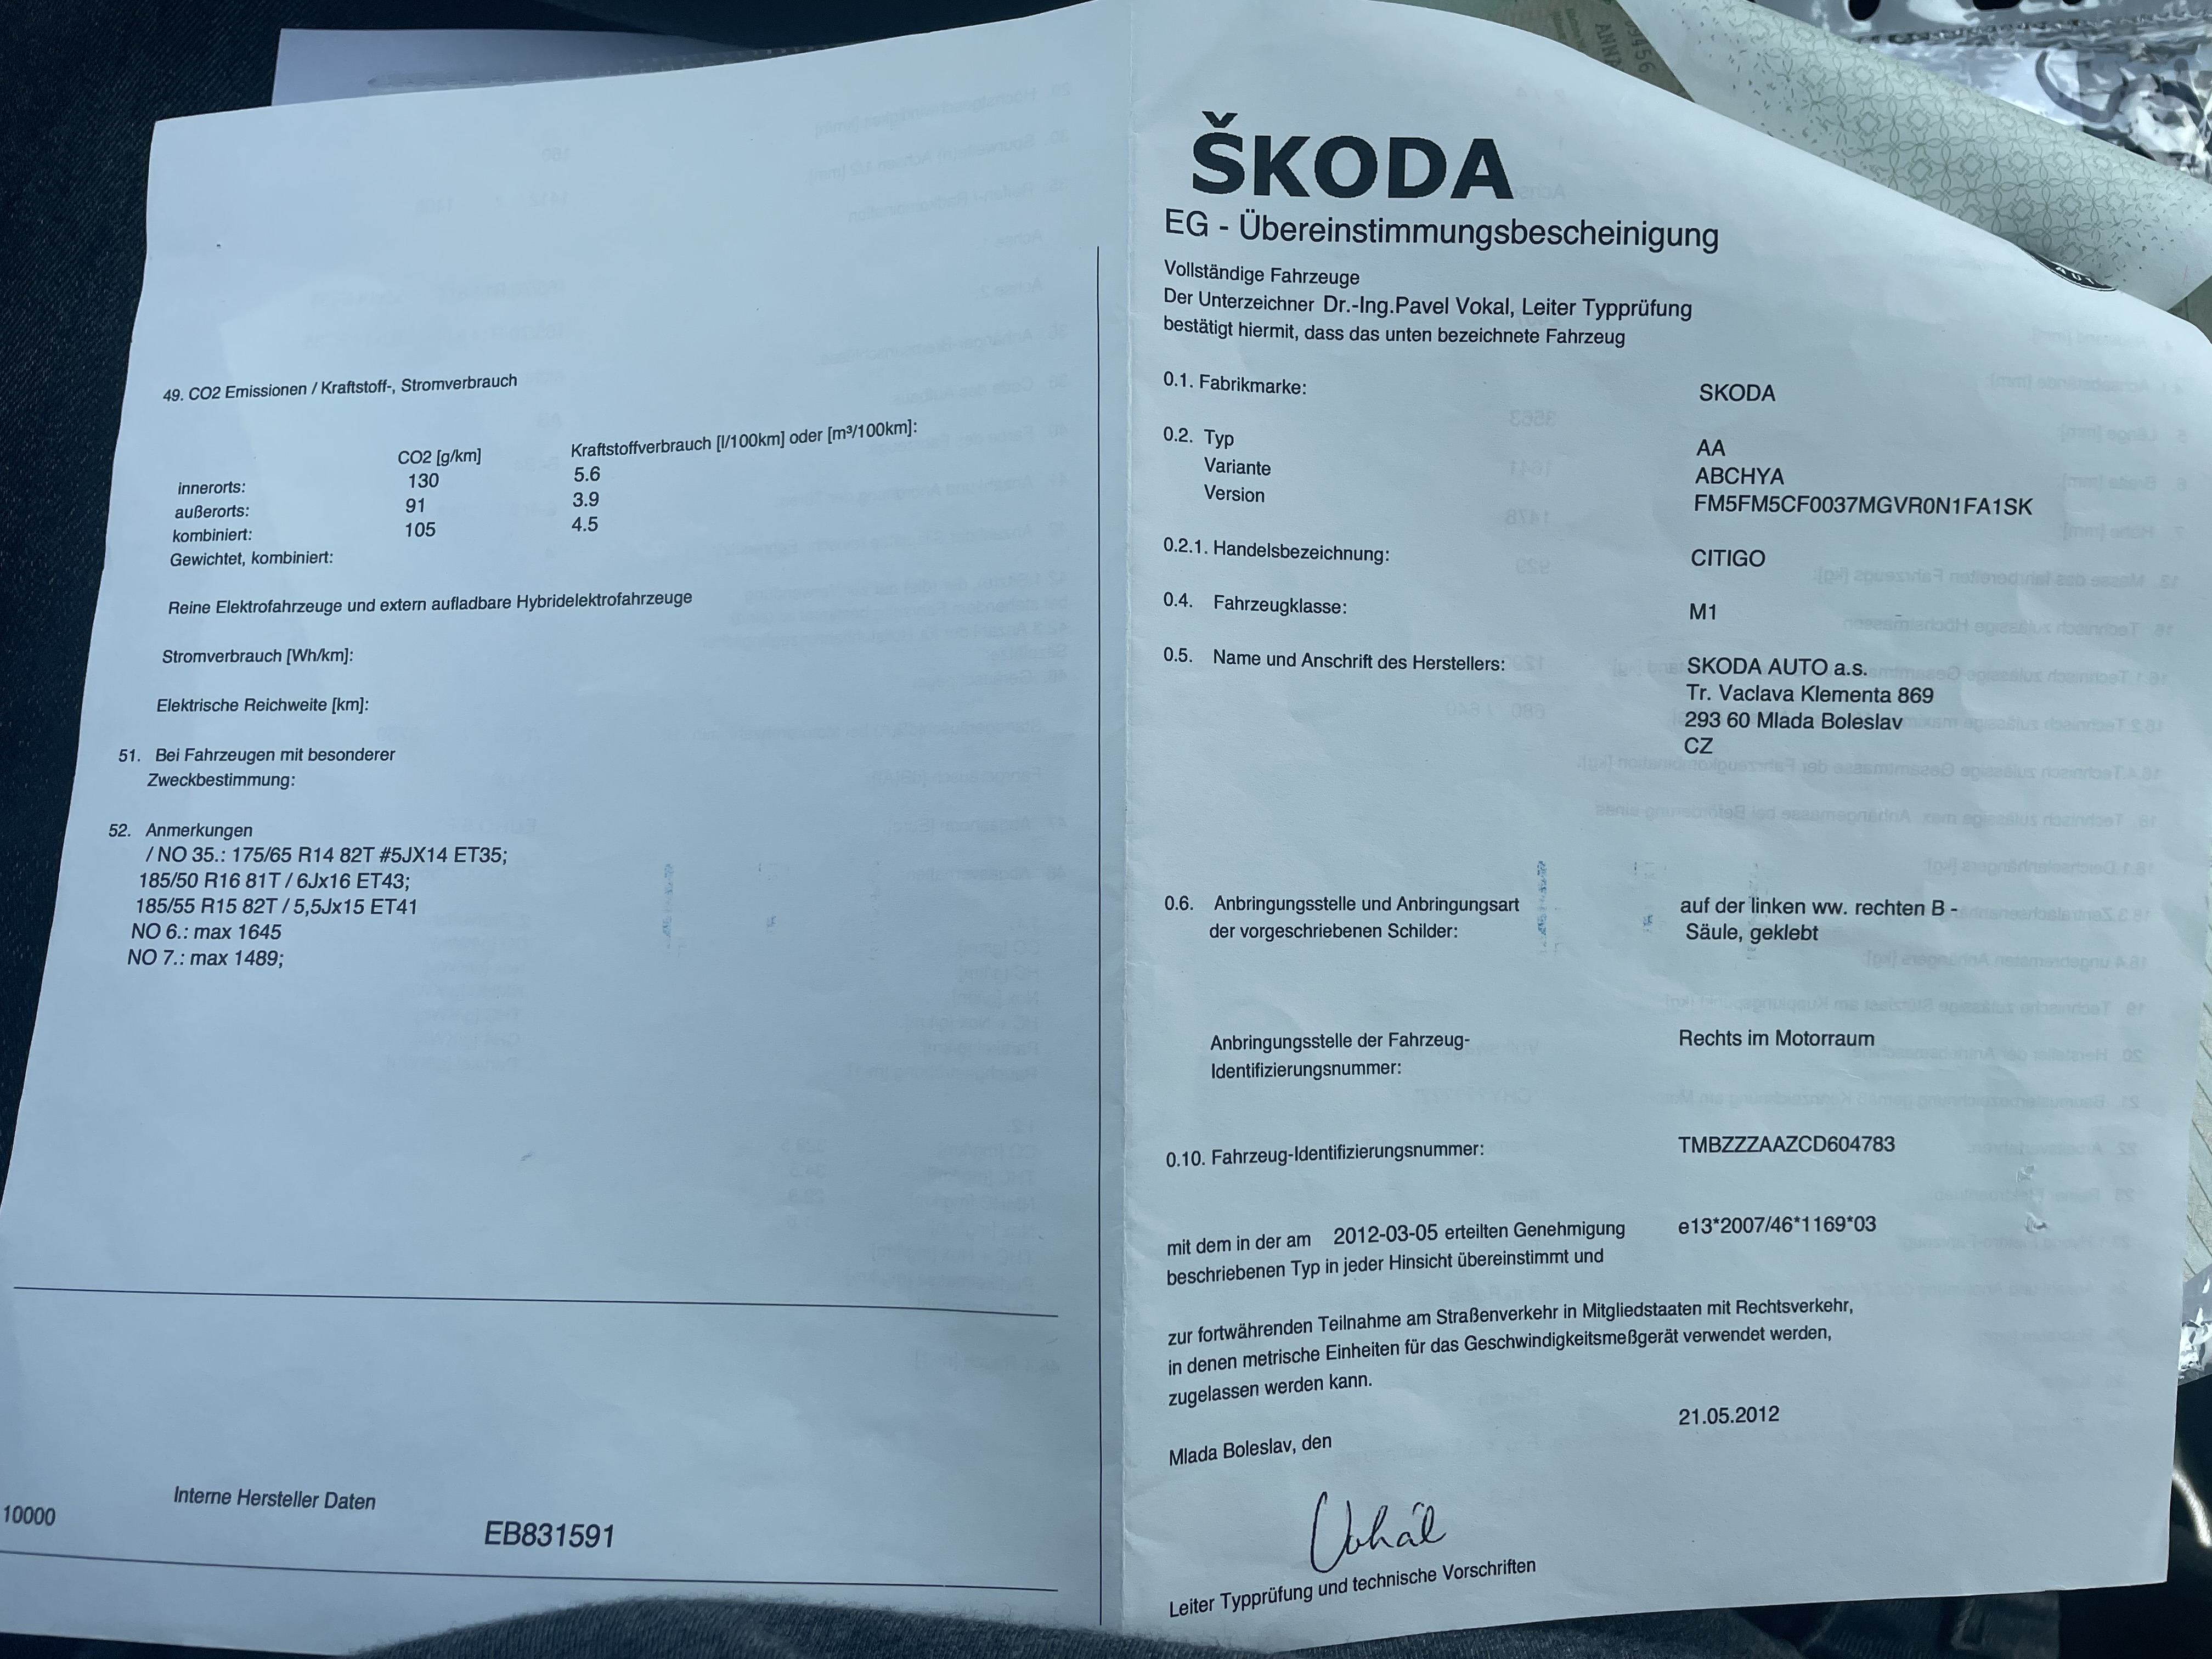 49. CO2 Emissionen / Kraftstoff-, Stromverbrauch
CO2 [g/km] Kraftstoffverbrauch [l/100km] oder [m³/100km]:
innerorts: 130 5.6
außerorts: 91 3.9
kombiniert: 105 4.5
Gewichtet, kombiniert:
Reine Elektrofahrzeuge und extern aufladbare Hybridelektrofahrzeuge
Stromverbrauch [Wh/km]:
Elektrische Reichweite [km]:
51. Bei Fahrzeugen mit besonderer
Zweckbestimmung:
52. Anmerkungen
/ NO 35.: 175/65 R14 82T #5JX14 ET35;
185/50 R16 81T / 6Jx16 ET43;
185/55 R15 82T / 5,5Jx15 ET41
NO 6.: max 1645
NO 7.: max 1489;
Interne Hersteller Daten
10000
EB831591
ŠKODA
EG - Übereinstimmungsbescheinigung
Vollständige Fahrzeuge
Der Unterzeichner Dr.-Ing.Pavel Vokal, Leiter Typprüfung
bestätigt hiermit, dass das unten bezeichnete Fahrzeug
0.1. Fabrikmarke: SKODA
0.2. Typ AA
Variante ABCHYA
Version FM5FM5CF0037MGVR0N1FA1SK
0.2.1. Handelsbezeichnung: CITIGO
0.4. Fahrzeugklasse: M1
0.5. Name und Anschrift des Herstellers: SKODA AUTO a.s.
Tr. Vaclava Klementa 869
293 60 Mlada Boleslav
CZ
0.6. Anbringungsstelle und Anbringungsart auf der linken ww. rechten B -
der vorgeschriebenen Schilder: Säule, geklebt
Anbringungsstelle der Fahrzeug- Rechts im Motorraum
Identifizierungsnummer:
0.10. Fahrzeug-Identifizierungsnummer: TMBZZZAAZCD604783
mit dem in der am 2012-03-05 erteilten Genehmigung e13*2007/46*1169*03
beschriebenen Typ in jeder Hinsicht übereinstimmt und
zur fortwährenden Teilnahme am Straßenverkehr in Mitgliedstaaten mit Rechtsverkehr,
in denen metrische Einheiten für das Geschwindigkeitsmeßgerät verwendet werden,
zugelassen werden kann.
21.05.2012
Mlada Boleslav, den
Vokál
Leiter Typprüfung und technische Vorschriften